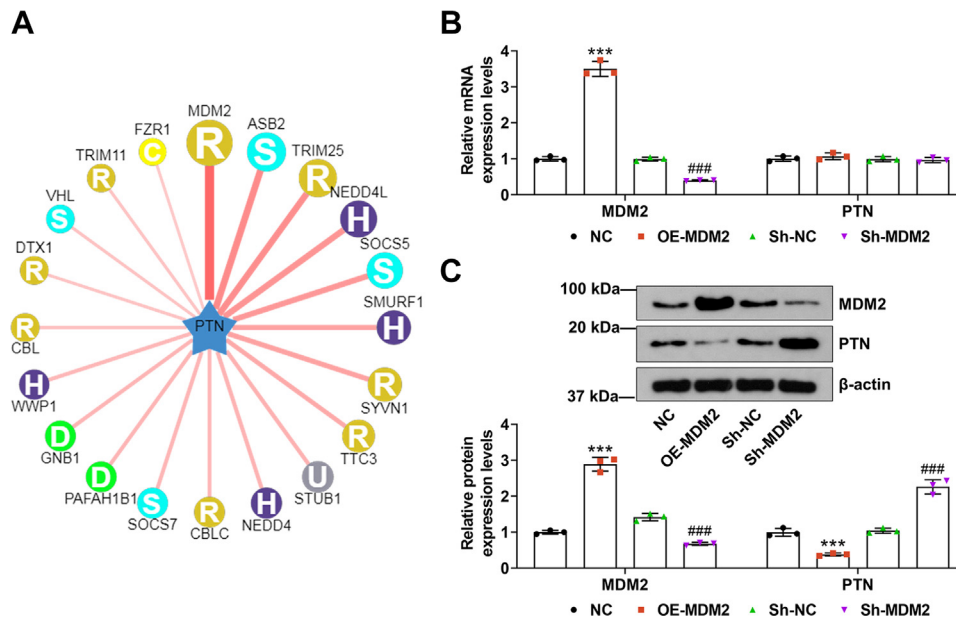 A
MDM2
R
ASB2
S
TRIM25
R
NEDD4L
H
SOCS5
S
SMURF1
H
SYVN1
R
TTC3
R
STUB1
U
NEDD4
H
CBLC
R
SOCS7
S
PAFAH1B1
D
GNB1
D
WWP1
H
CBL
R
DTX1
R
VHL
S
TRIM11
R
FZR1
C
PTN
B
Relative mRNA
expression levels
4
3
2
1
0
***
###
MDM2
PTN
NC
OE-MDM2
Sh-NC
Sh-MDM2
C
100 kDa
20 kDa
37 kDa
MDM2
PTN
β-actin
NC
OE-MDM2
Sh-NC
Sh-MDM2
Relative protein
expression levels
4
3
2
1
0
***
###
***
###
MDM2
PTN
NC
OE-MDM2
Sh-NC
Sh-MDM2